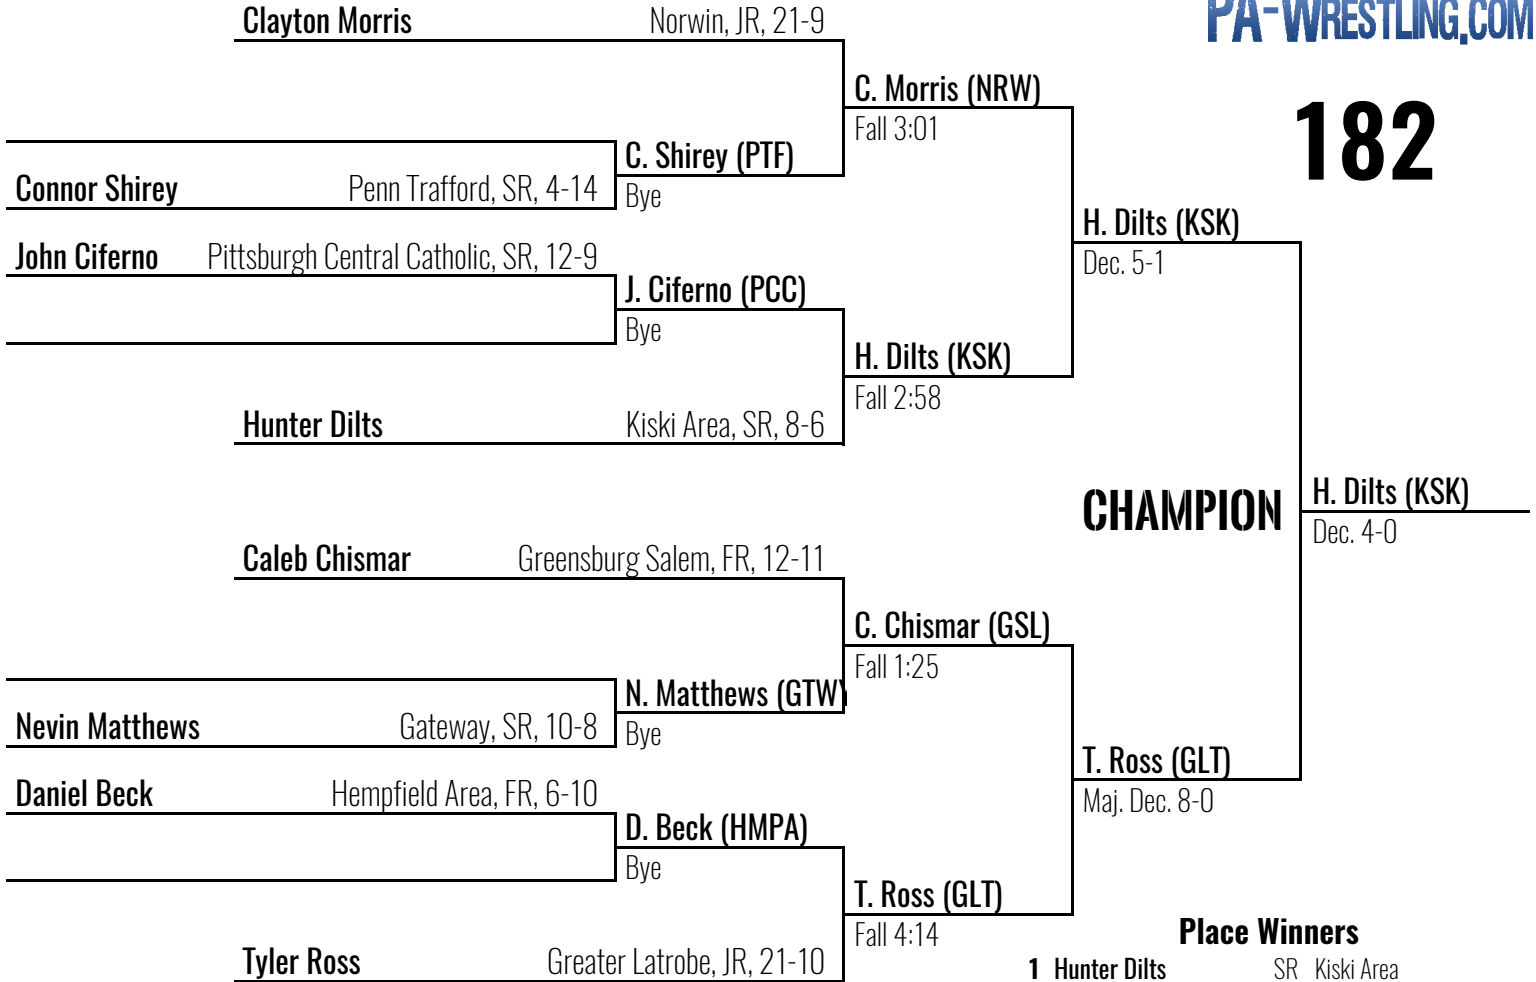 PA-WRESTLING.COM
182
Clayton Morris Norwin, JR, 21-9
C. Morris (NRW)
Fall 3:01
C. Shirey (PTF)
Bye
Connor Shirey Penn Trafford, SR, 4-14
H. Dilts (KSK)
Dec. 5-1
John Ciferno Pittsburgh Central Catholic, SR, 12-9
J. Ciferno (PCC)
Bye
H. Dilts (KSK)
Fall 2:58
Hunter Dilts Kiski Area, SR, 8-6
CHAMPION
H. Dilts (KSK)
Dec. 4-0
Caleb Chismar Greensburg Salem, FR, 12-11
C. Chismar (GSL)
Fall 1:25
N. Matthews (GTW)
Bye
Nevin Matthews Gateway, SR, 10-8
T. Ross (GLT)
Maj. Dec. 8-0
Daniel Beck Hempfield Area, FR, 6-10
D. Beck (HMPA)
Bye
T. Ross (GLT)
Fall 4:14
Tyler Ross Greater Latrobe, JR, 21-10
Place Winners
1 Hunter Dilts SR Kiski Area